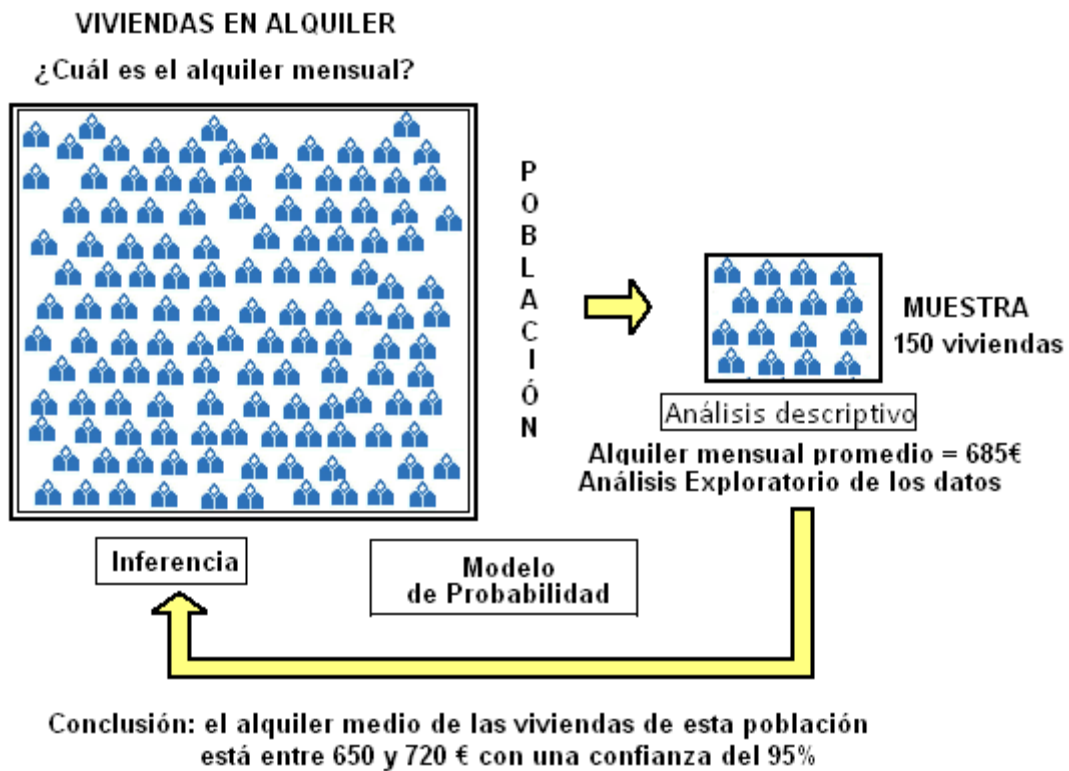 VIVIENDAS EN ALQUILER
¿Cuál es el alquiler mensual?
POBLACIÓN
MUESTRA
150 viviendas
Análisis descriptivo
Alquiler mensual promedio = 685€
Análisis Exploratorio de los datos
Inferencia
Modelo
de Probabilidad
Conclusión: el alquiler medio de las viviendas de esta población
está entre 650 y 720 € con una confianza del 95%